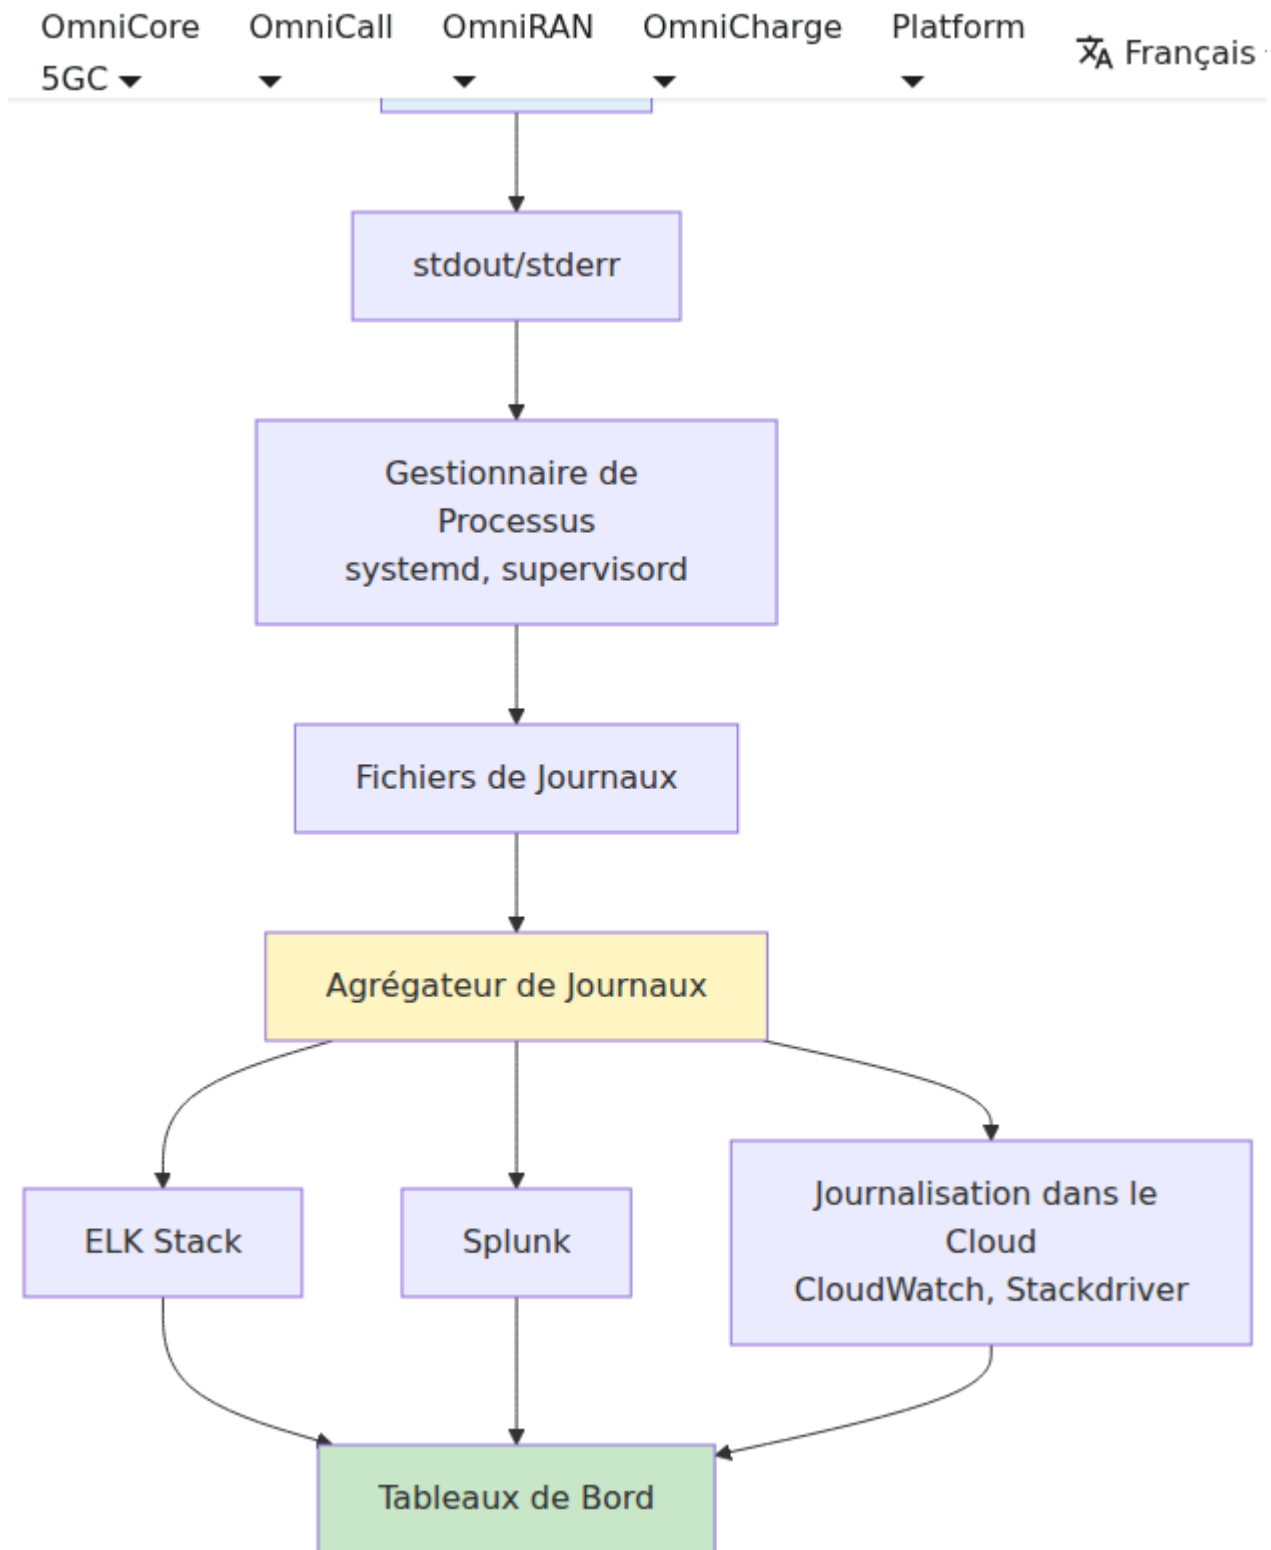 OmniCore OmniCall OmniRAN OmniCharge Platform
5GC
Français
stdout/stderr
Gestionnaire de
Processus
systemd, supervisord
Fichiers de Journaux
Agrégateur de Journaux
ELK Stack
Splunk
Journalisation dans le
Cloud
CloudWatch, Stackdriver
Tableaux de Bord